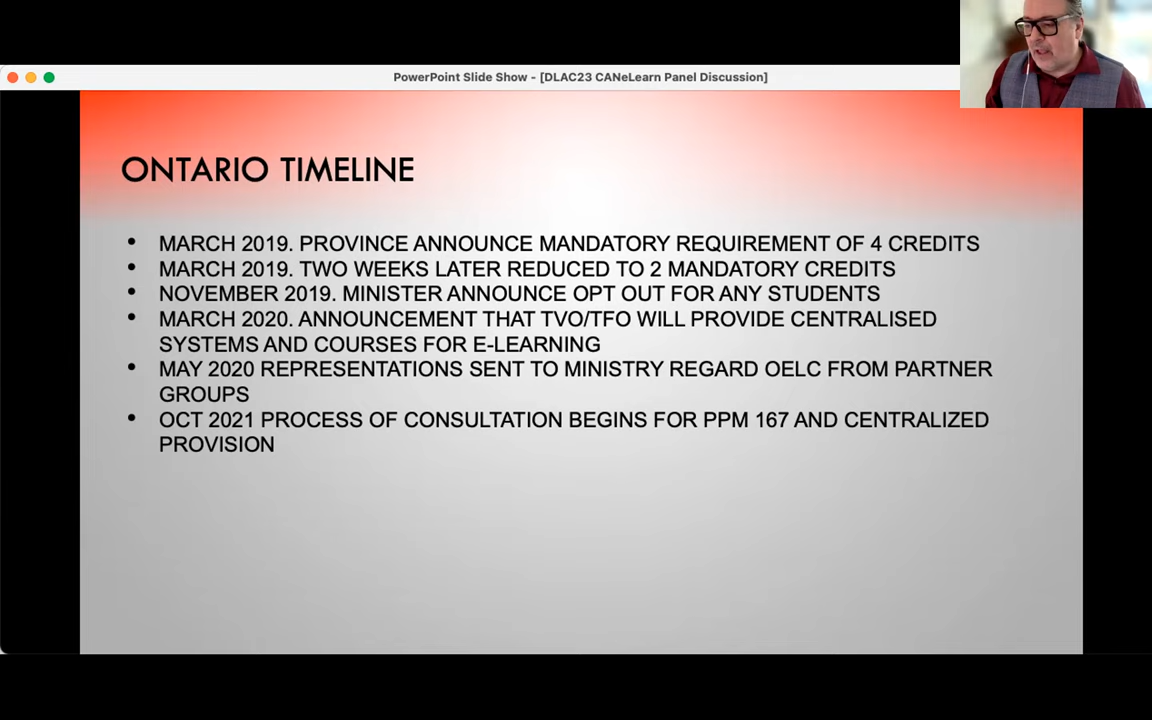 PowerPoint Slide Show - [DLAC23 CANeLearn Panel Discussion]
ONTARIO TIMELINE
• MARCH 2019. PROVINCE ANNOUNCE MANDATORY REQUIREMENT OF 4 CREDITS
• MARCH 2019. TWO WEEKS LATER REDUCED TO 2 MANDATORY CREDITS
• NOVEMBER 2019. MINISTER ANNOUNCE OPT OUT FOR ANY STUDENTS
• MARCH 2020. ANNOUNCEMENT THAT TVO/TFO WILL PROVIDE CENTRALISED
SYSTEMS AND COURSES FOR E-LEARNING
• MAY 2020 REPRESENTATIONS SENT TO MINISTRY REGARD OELC FROM PARTNER
GROUPS
• OCT 2021 PROCESS OF CONSULTATION BEGINS FOR PPM 167 AND CENTRALIZED
PROVISION